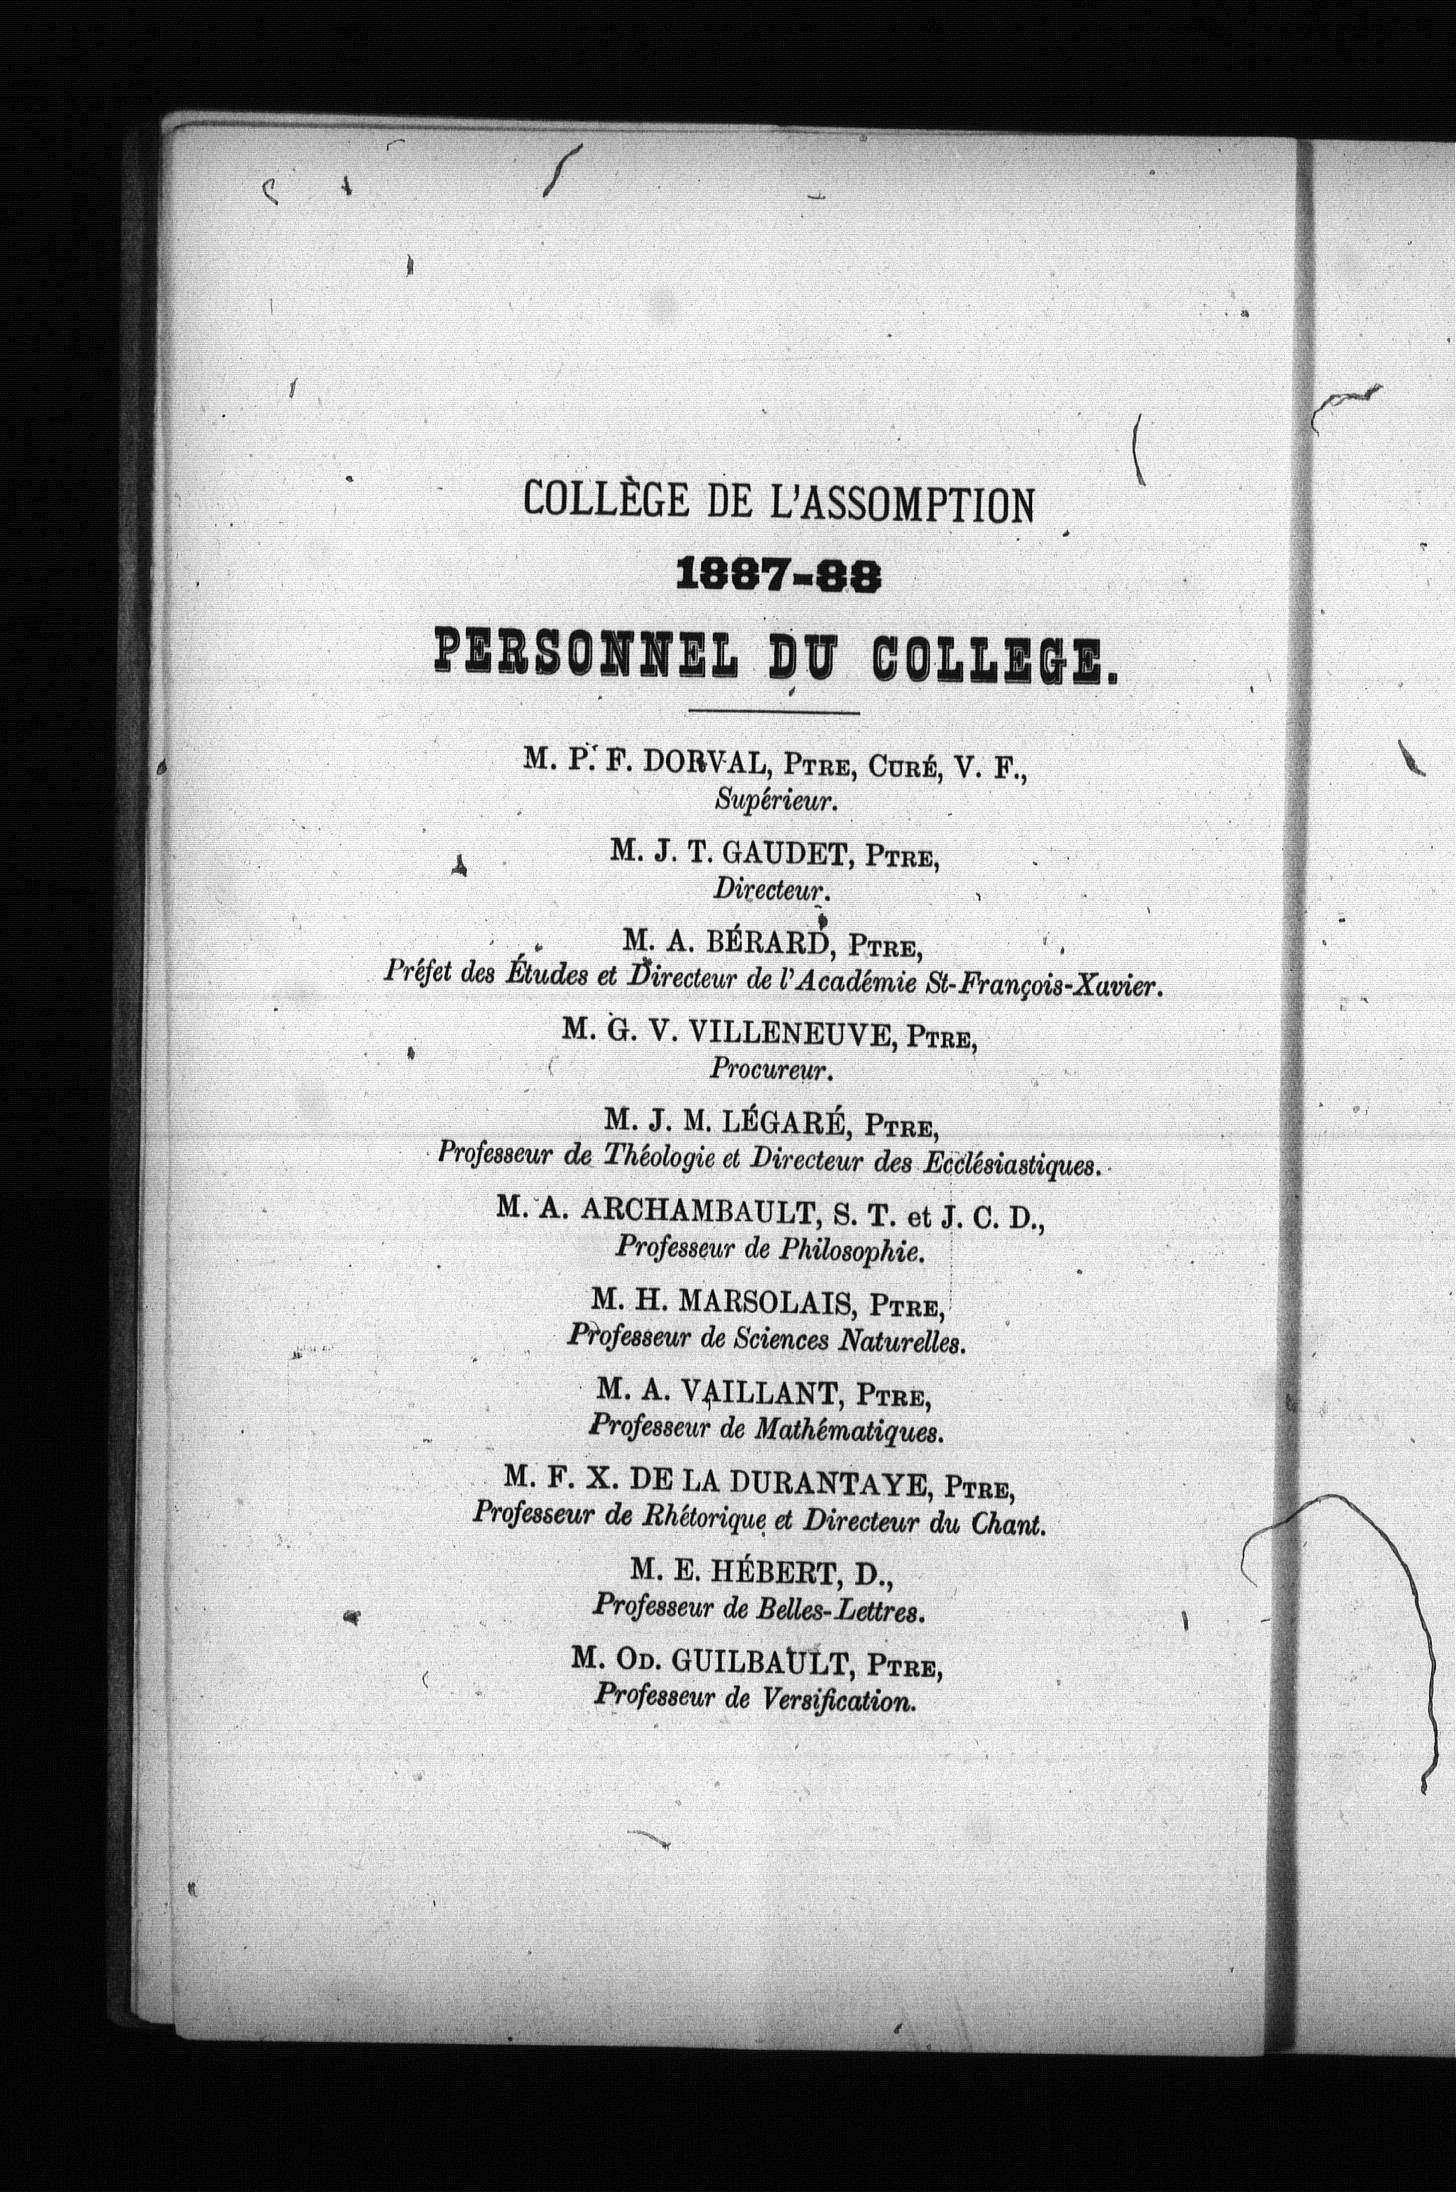 COLLÈGE DE L'ASSOMPTION
1887-88
PERSONNEL DU COLLEGE.
M. P. F. DORVAL, PTRE, CURÉ, V. F.,
Supérieur.
M. J. T. GAUDET, PTRE,
Directeur.
M. A. BÉRARD, PTRE,
Préfet des Études et Directeur de l'Académie St-François-Xavier.
M. G. V. VILLENEUVE, PTRE,
Procureur.
M. J. M. LÉGARÉ, PTRE,
Professeur de Théologie et Directeur des Ecclésiastiques.
M. A. ARCHAMBAULT, S. T. et J. C. D.,
Professeur de Philosophie.
M. H. MARSOLAIS, PTRE,
Professeur de Sciences Naturelles.
M. A. VAILLANT, PTRE,
Professeur de Mathématiques.
M. F. X. DE LA DURANTAYE, PTRE,
Professeur de Rhétorique et Directeur du Chant.
M. E. HÉBERT, D.,
Professeur de Belles-Lettres.
M. OD. GUILBAULT, PTRE,
Professeur de Versification.